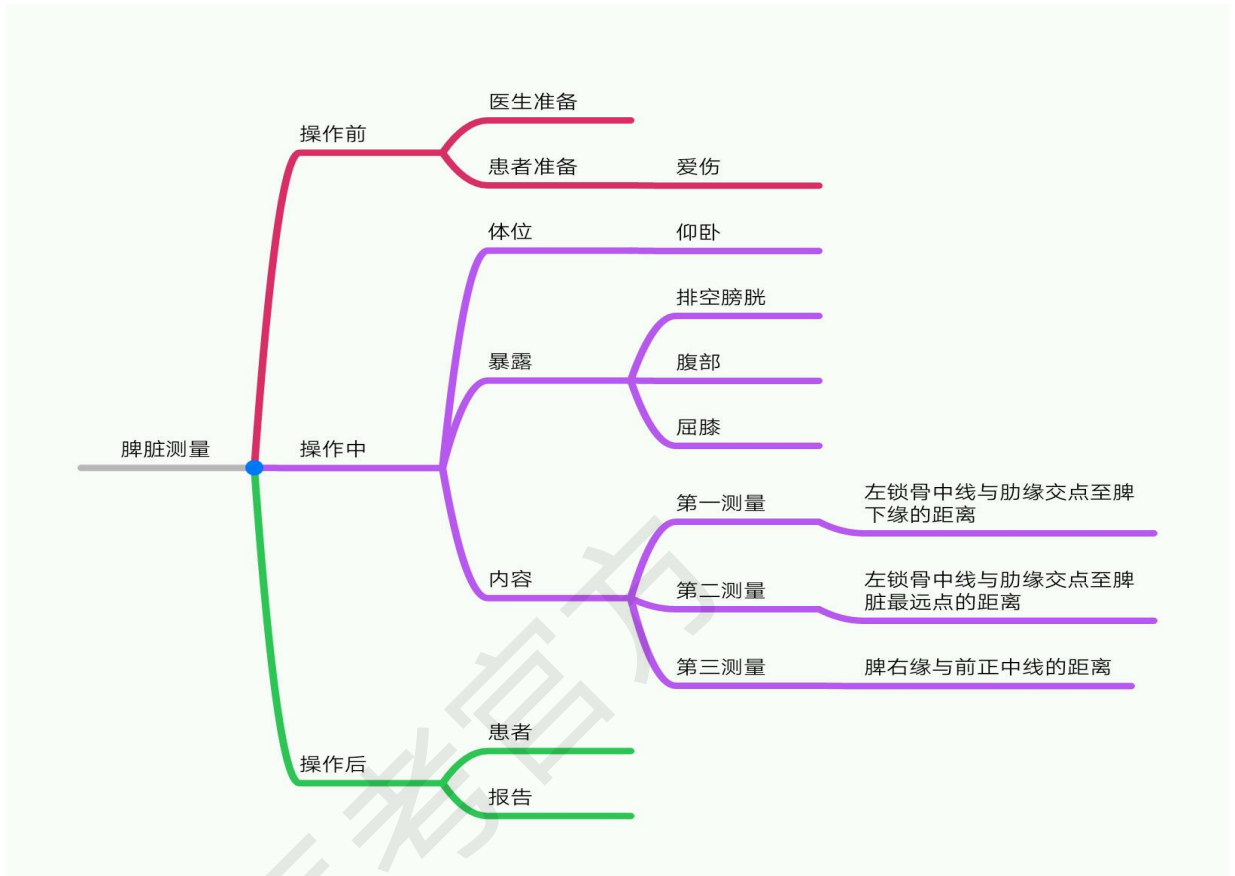 医生准备
操作前
患者准备
爱伤
体位
仰卧
排空膀胱
暴露
腹部
屈膝
脾脏测量
操作中
第一测量
左锁骨中线与肋缘交点至脾
下缘的距离
内容
第二测量
左锁骨中线与肋缘交点至脾
脏最远点的距离
第三测量
脾右缘与前正中线的距离
患者
操作后
报告
考官方